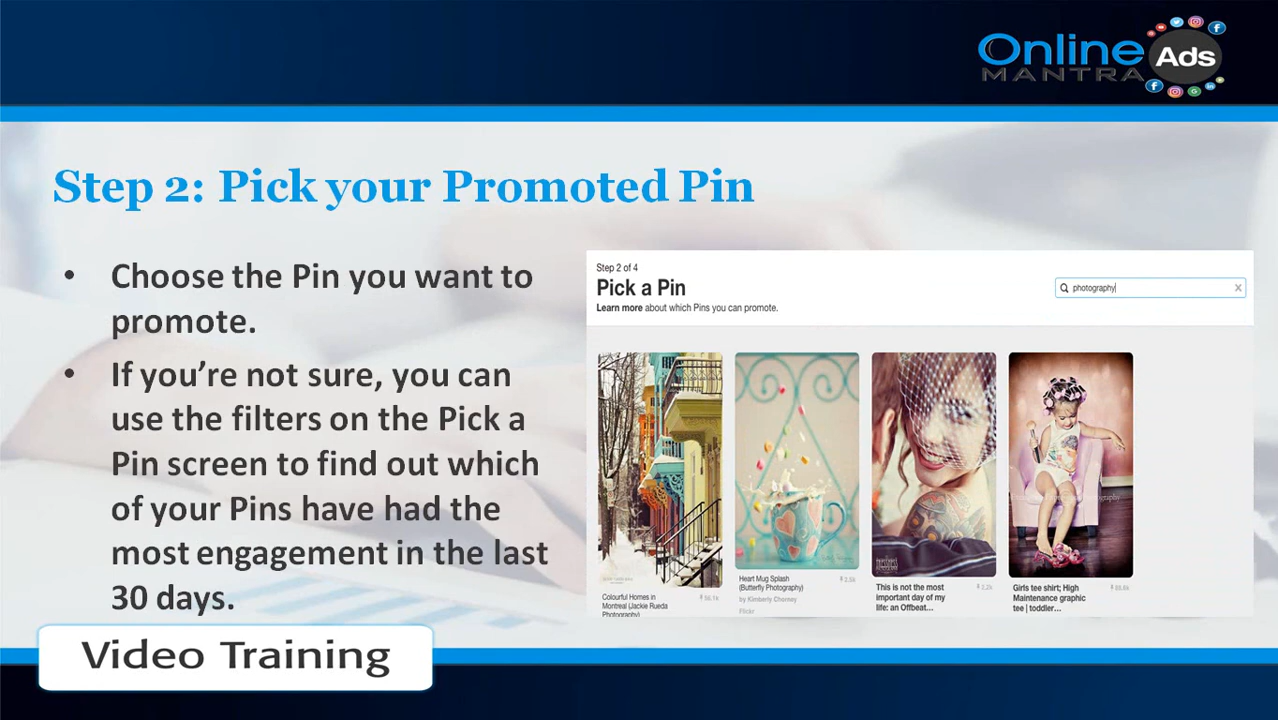 Online
Ads
MANTRA
Step 2: Pick your Promoted Pin
• Choose the Pin you want to
promote.
• If you’re not sure, you can
use the filters on the Pick a
Pin screen to find out which
of your Pins have had the
most engagement in the last
30 days.
Step 2 of 4
Pick a Pin
Learn more about which Pins you can promote.
photography
Colourful Homes in
Montreal (Jackie Rueda
Photography)
Heart Mug Splash
(Butterfly Photography)
by Kimberly Chorney
Flickr
This is not the most
important day of my
life: an Offbeat...
2.2k
Girls tee shirt; High
Maintenance graphic
tee | toddler...
Video Training